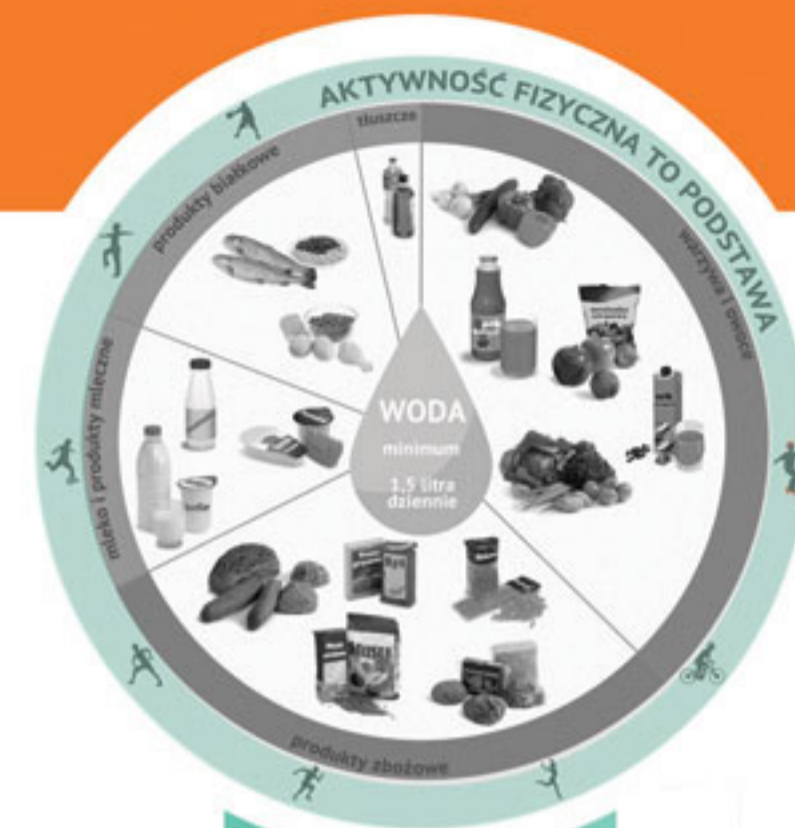 AKTYWNOŚĆ FIZYCZNA TO PODSTAWA
tłuszcze
produkty białkowe
warzywa i owoce
mleko i produkty mleczne
WODA
minimum
1,5 litra
dziennie
produkty zbożowe